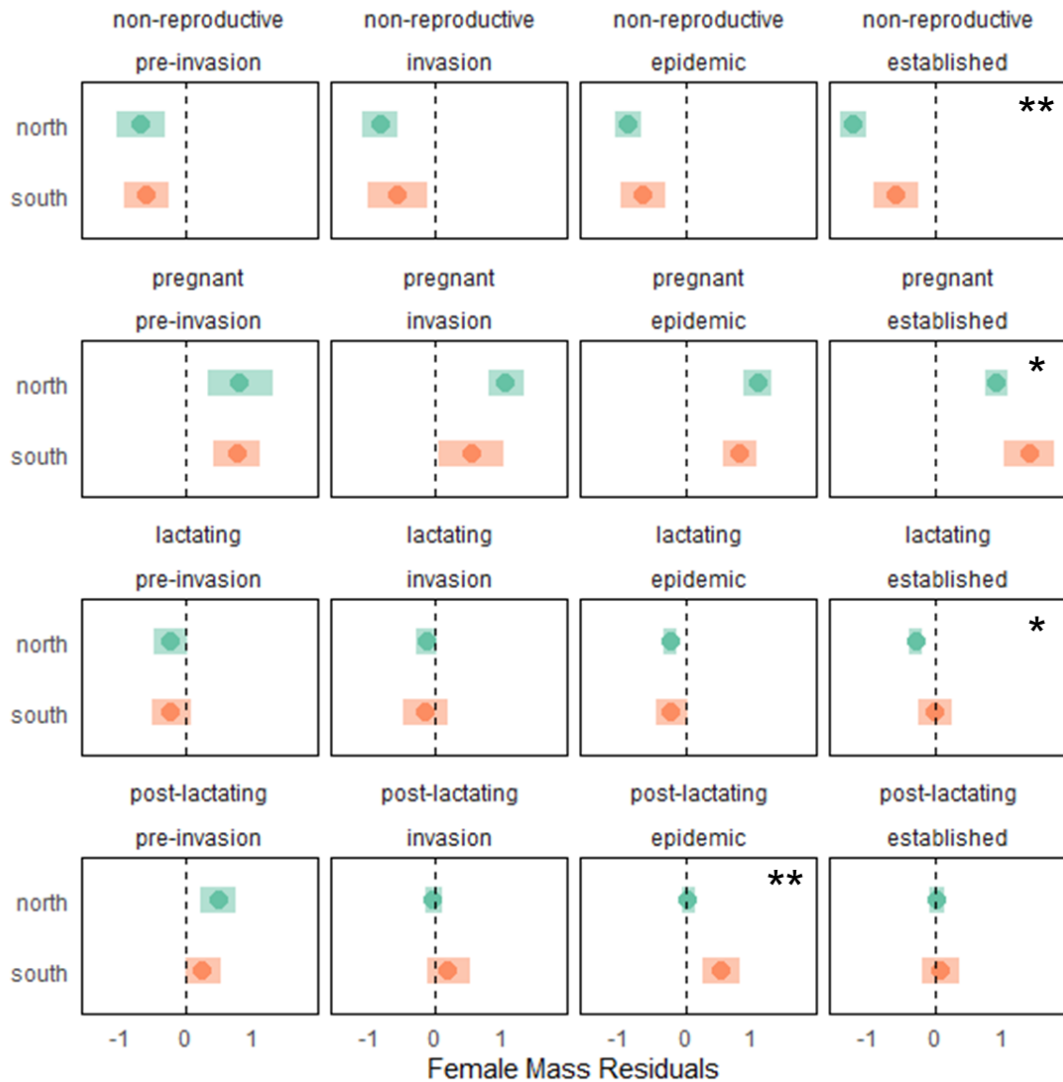 non-reproductive non-reproductive non-reproductive non-reproductive
pre-invasion invasion epidemic established
north **
south
pregnant pregnant pregnant pregnant
pre-invasion invasion epidemic established
north *
south
lactating lactating lactating lactating
pre-invasion invasion epidemic established
north *
south
post-lactating post-lactating post-lactating post-lactating
pre-invasion invasion epidemic established
north **
south
-1 0 1 -1 0 1 -1 0 1 -1 0 1
Female Mass Residuals